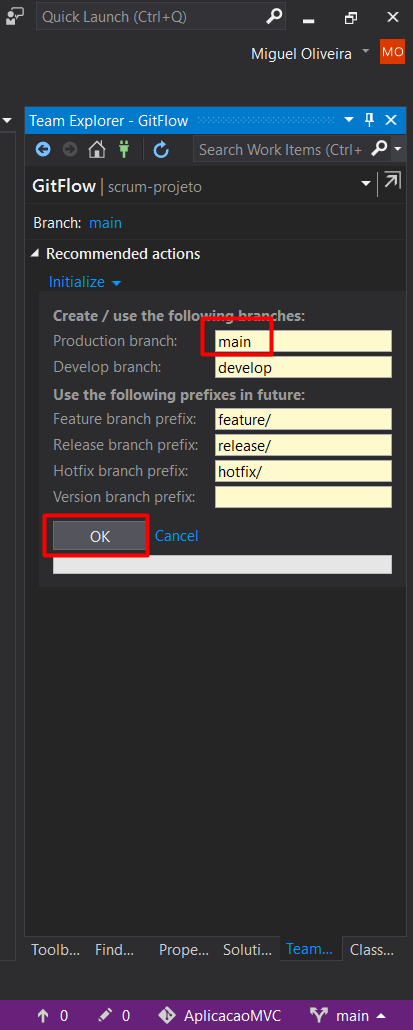 Quick Launch (Ctrl+Q)
Miguel Oliveira MO
Team Explorer - GitFlow
Search Work Items (Ctrl+
GitFlow | scrum-projeto
Branch: main
Recommended actions
Initialize
Create / use the following branches:
Production branch: main
Develop branch: develop
Use the following prefixes in future:
Feature branch prefix: feature/
Release branch prefix: release/
Hotfix branch prefix: hotfix/
Version branch prefix:
OK Cancel
Toolb... Find... Prope... Soluti... Team... Class...
0 0 AplicacaoMVC main